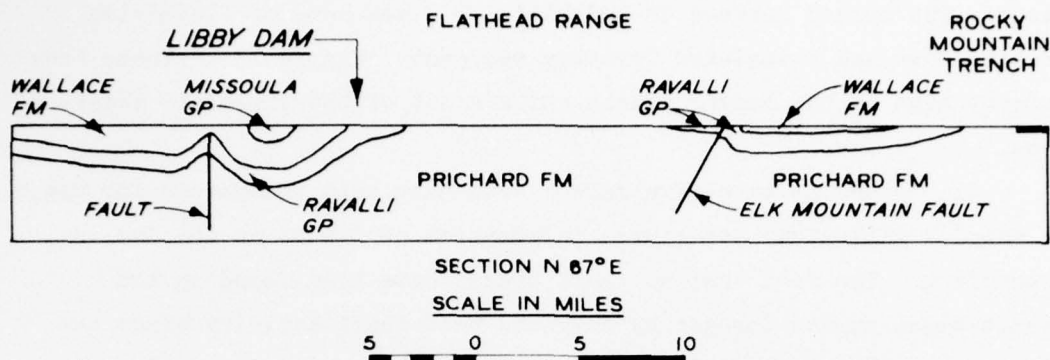 FLATHEAD RANGE
ROCKY
MOUNTAIN
TRENCH
LIBBY DAM
WALLACE
FM
MISSOULA
GP
RAVALLI
GP
WALLACE
FM
PRICHARD FM
PRICHARD FM
FAULT
RAVALLI
GP
ELK MOUNTAIN FAULT
SECTION N 67°E
SCALE IN MILES
5 0 5 10